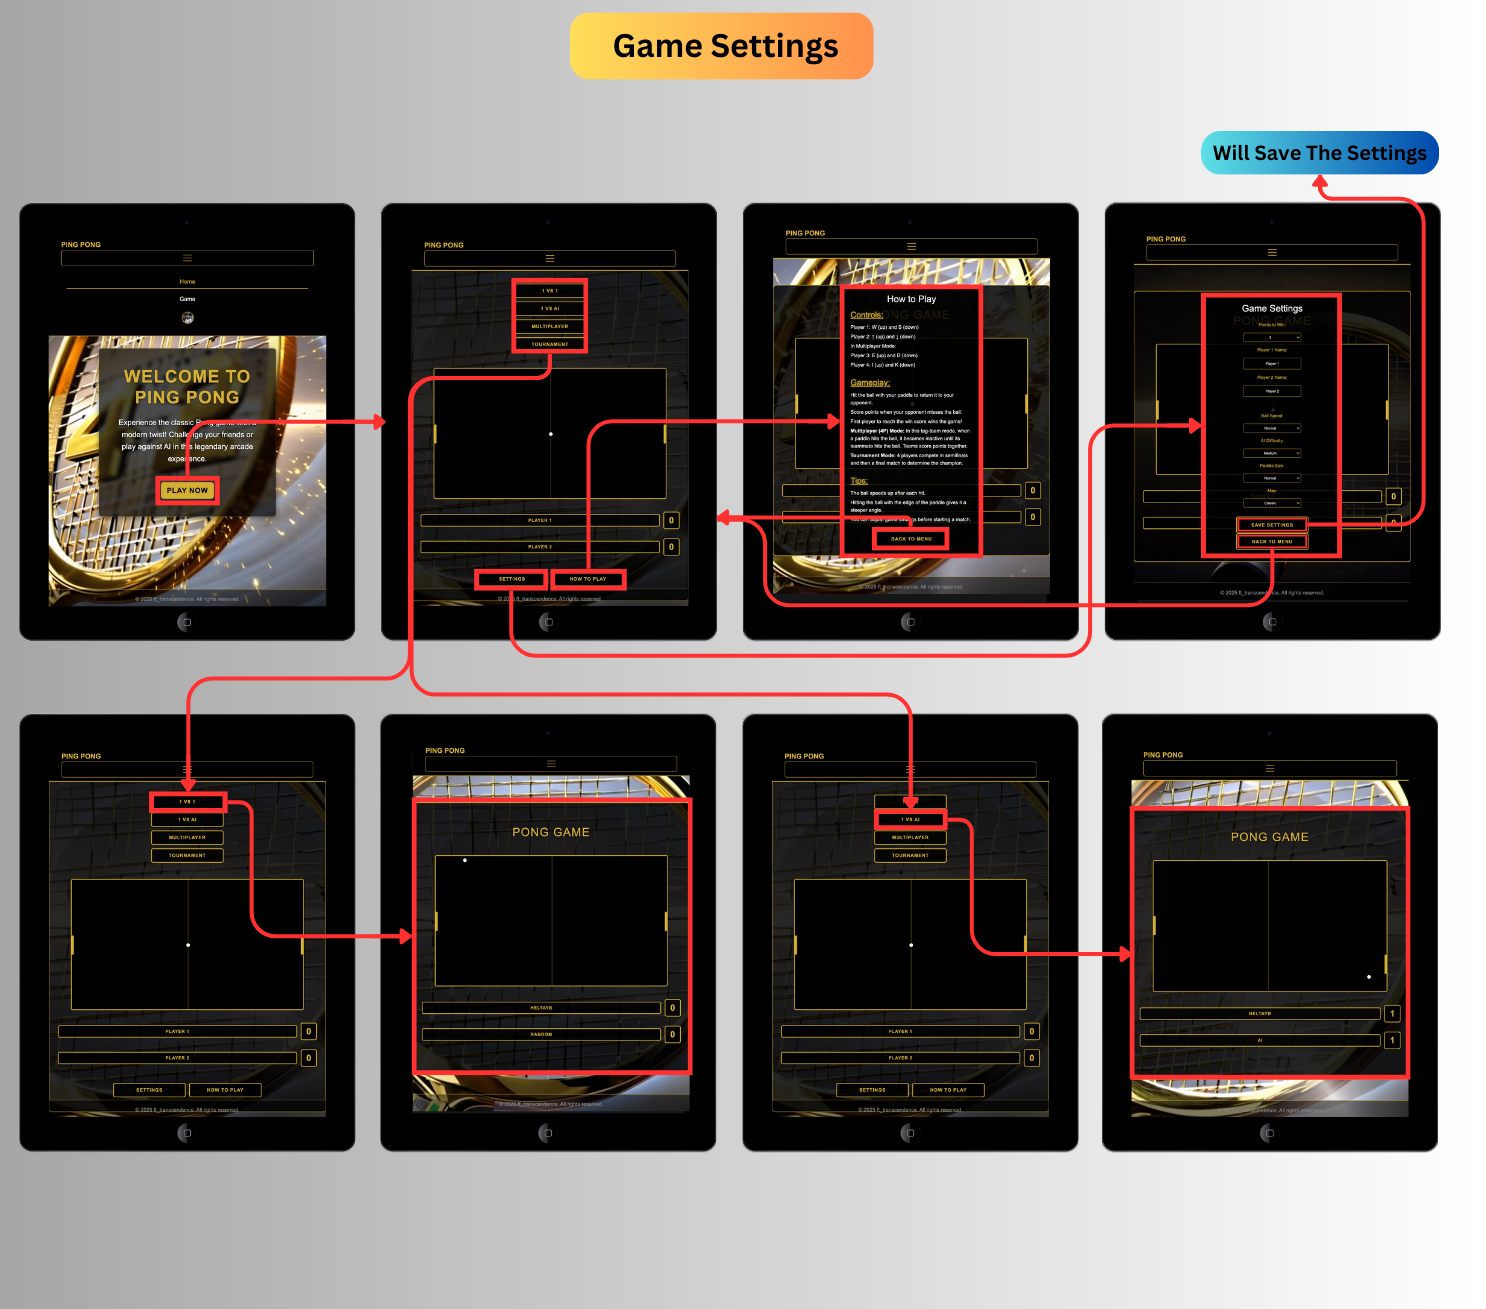 Game Settings
Will Save The Settings
PING PONG
Home
Game
WELCOME TO
PING PONG
Experience the classic Pong game with a
modern twist! Challenge your friends or
play against AI in this legendary arcade
experience.
PLAY NOW
© 2025 ft_transcendence. All rights reserved.
PING PONG
1 VS 1
1 VS AI
MULTIPLAYER
TOURNAMENT
PLAYER 1
0
PLAYER 2
0
SETTINGS
HOW TO PLAY
© 2025 ft_transcendence. All rights reserved.
PING PONG
How to Play
PONG GAME
Controls:
Player 1: W (up) and S (down)
Player 2: ↑ (up) and ↓ (down)
In Multiplayer Mode:
Player 3: E (up) and D (down)
Player 4: I (up) and K (down)
Gameplay:
Hit the ball with your paddle to return it to your
opponent.
Score points when your opponent misses the ball.
First player to reach the win score wins the game!
Multiplayer (4P) Mode: In this tag-team mode, when
a paddle hits the ball, it becomes inactive until its
teammate hits the ball. Teams score points together.
Tournament Mode: 4 players compete in semifinals
and then a final match to determine the champion.
Tips:
The ball speeds up after each hit.
Hitting the ball with the edge of the paddle gives it a
steeper angle.
You can adjust game settings before starting a match.
0
0
BACK TO MENU
© 2025 ft_transcendence. All rights reserved.
PING PONG
Game Settings
PONG GAME
Points to Win:
3
Player 1 Name:
Player 1
Player 2 Name:
Player 2
Ball Speed:
Normal
AI Difficulty:
Medium
Paddle Size:
Normal
Map:
Classic
0
0
SAVE SETTINGS
BACK TO MENU
© 2025 ft_transcendence. All rights reserved.
PING PONG
1 VS 1
1 VS AI
MULTIPLAYER
TOURNAMENT
PLAYER 1
0
PLAYER 2
0
SETTINGS
HOW TO PLAY
© 2025 ft_transcendence. All rights reserved.
PING PONG
PONG GAME
HELTAYB
0
RANDOM
0
© 2025 ft_transcendence. All rights reserved.
PING PONG
1 VS AI
MULTIPLAYER
TOURNAMENT
PLAYER 1
0
PLAYER 2
0
SETTINGS
HOW TO PLAY
© 2025 ft_transcendence. All rights reserved.
PING PONG
PONG GAME
HELTAYB
1
AI
1